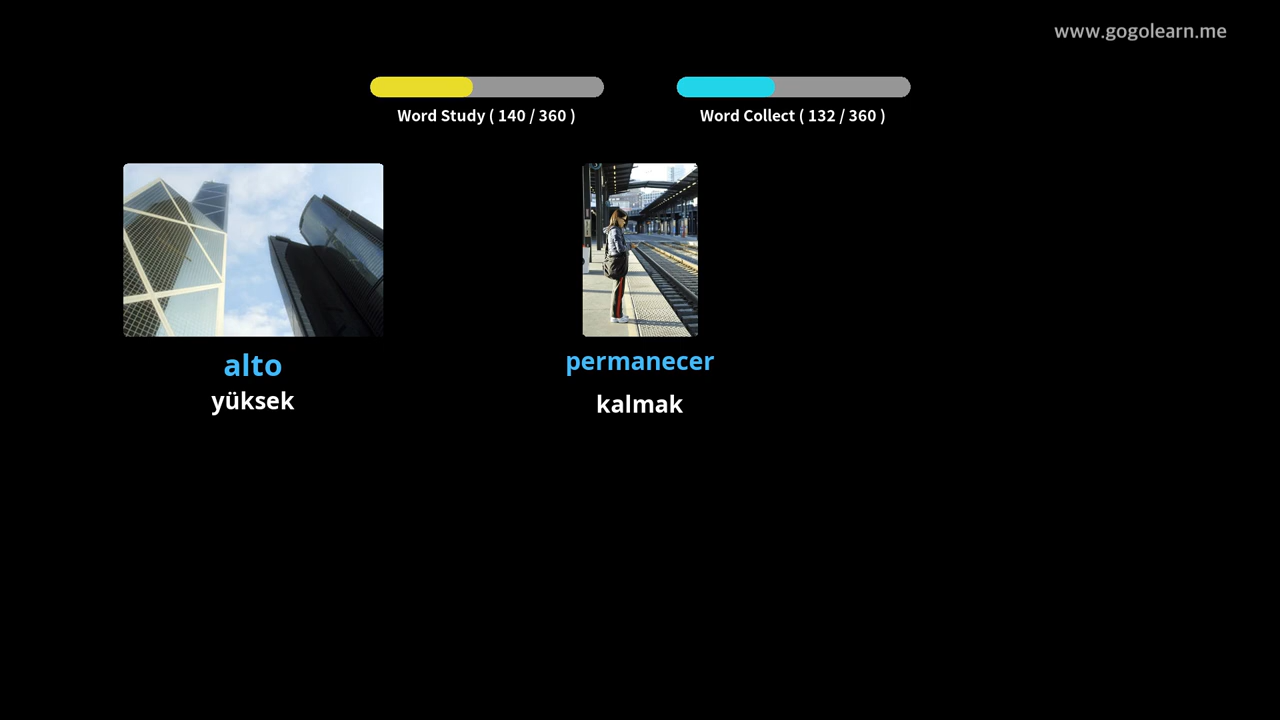 www.gogolearn.me
Word Study ( 140 / 360 )
Word Collect ( 132 / 360 )
alto
yüksek
permanecer
kalmak